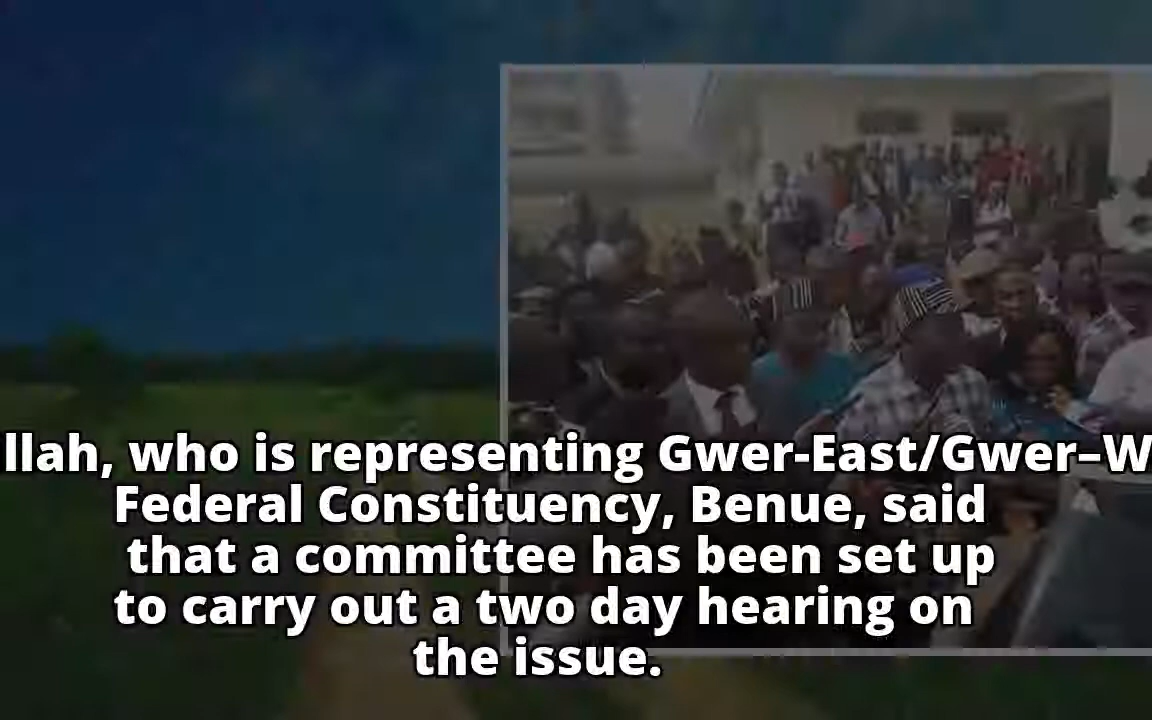 llah, who is representing Gwer-East/Gwer–W
Federal Constituency, Benue, said
that a committee has been set up
to carry out a two day hearing on
the issue.